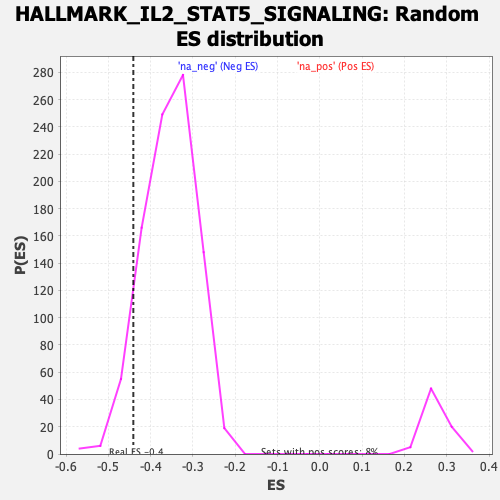 HALLMARK_IL2_STAT5_SIGNALING: Random
ES distribution
'na_neg' (Neg ES) 'na_pos' (Pos ES)
280
260
240
220
200
180
160
140
120
100
80
60
40
20
0
P(ES)
Real ES -0.4 Sets with pos scores: 8%
-0.6 -0.5 -0.4 -0.3 -0.2 -0.1 0.0 0.1 0.2 0.3 0.4
ES